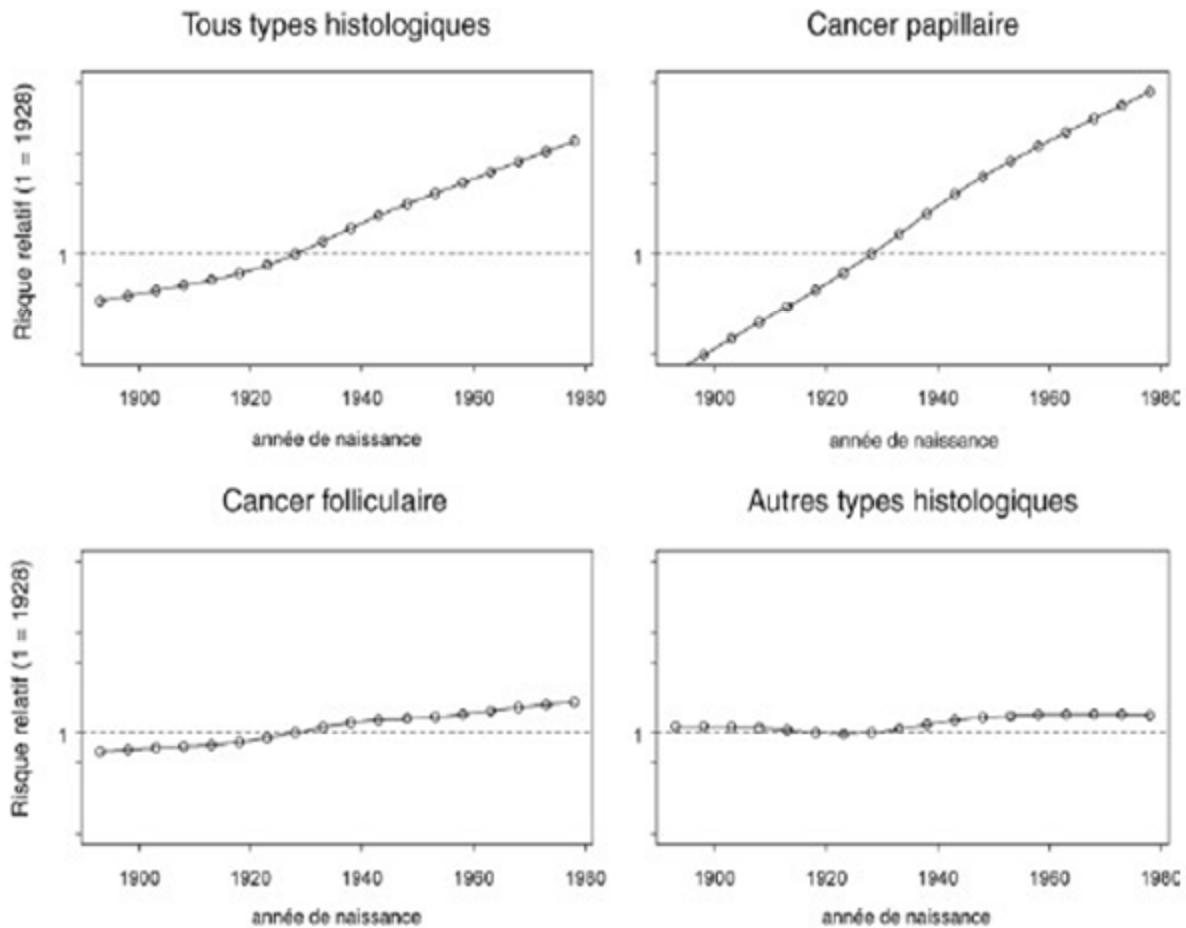 Tous types histologiques
Risque relatif (1 = 1928)
1
1900 1920 1940 1960 1980
année de naissance
Cancer papillaire
1
1900 1920 1940 1960 1980
année de naissance
Cancer folliculaire
Risque relatif (1 = 1928)
1
1900 1920 1940 1960 1980
année de naissance
Autres types histologiques
1
1900 1920 1940 1960 1980
année de naissance